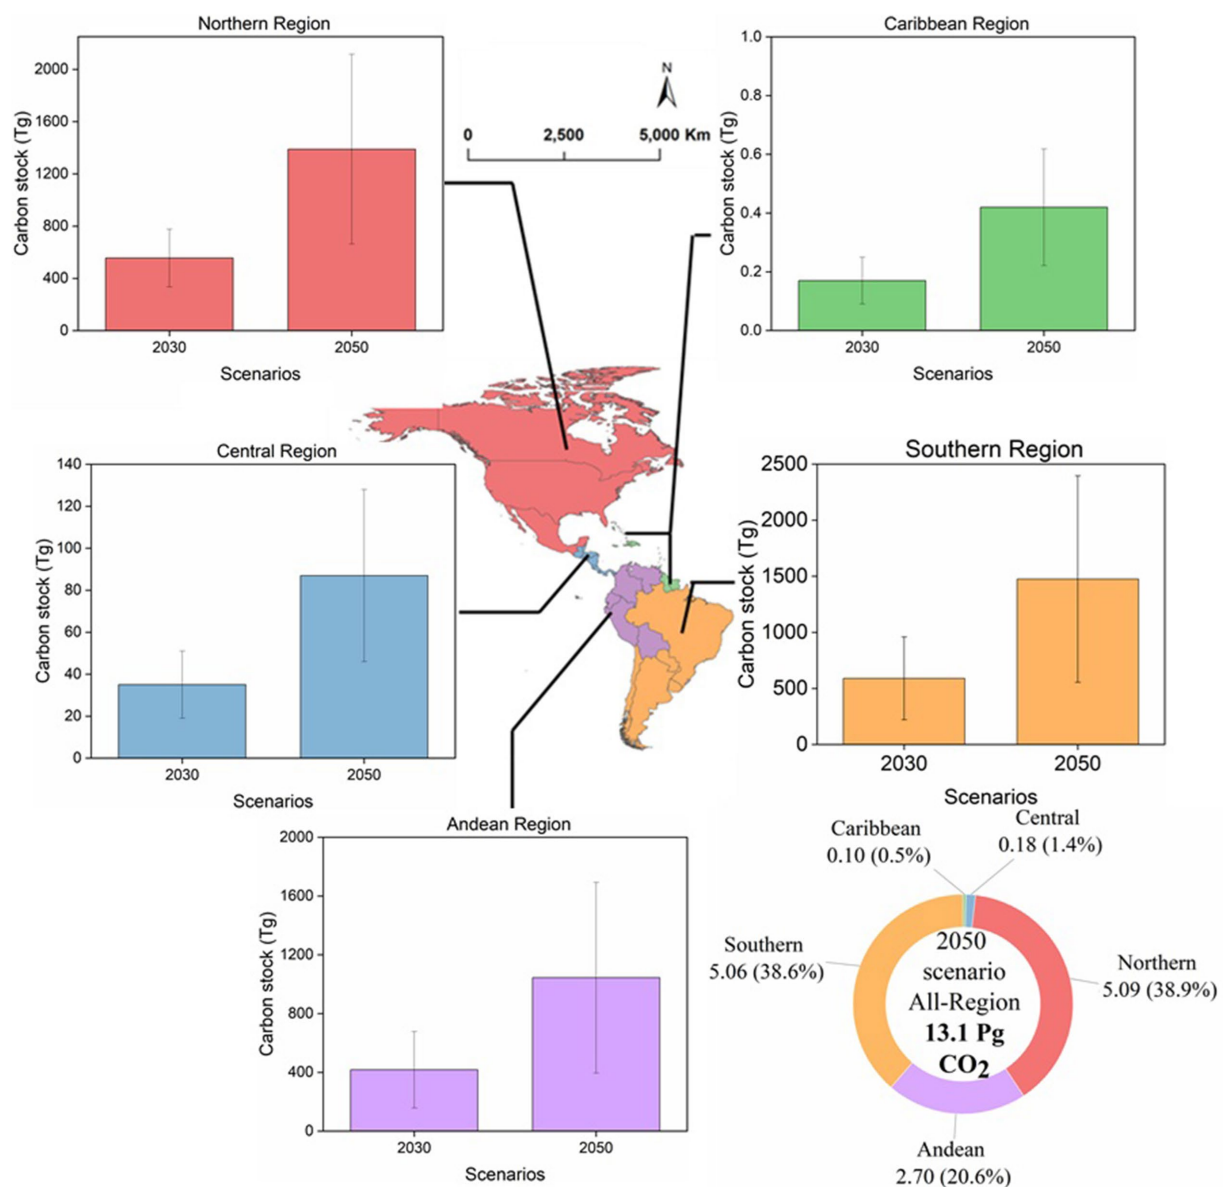 Northern Region
Carbon stock (Tg)
2000
1600
1200
800
400
0
2030
2050
Scenarios
N
0
2,500
5,000 Km
Caribbean Region
Carbon stock (Tg)
1.0
0.8
0.6
0.4
0.2
0.0
2030
2050
Scenarios
Central Region
Carbon stock (Tg)
140
120
100
80
60
40
20
0
2030
2050
Scenarios
Southern Region
Carbon stock (Tg)
2500
2000
1500
1000
500
0
2030
2050
Scenarios
Andean Region
Carbon stock (Tg)
2000
1600
1200
800
400
0
2030
2050
Scenarios
Caribbean
0.10 (0.5%)
Central
0.18 (1.4%)
Southern
5.06 (38.6%)
Northern
5.09 (38.9%)
Andean
2.70 (20.6%)
2050
scenario
All-Region
13.1 Pg
CO2